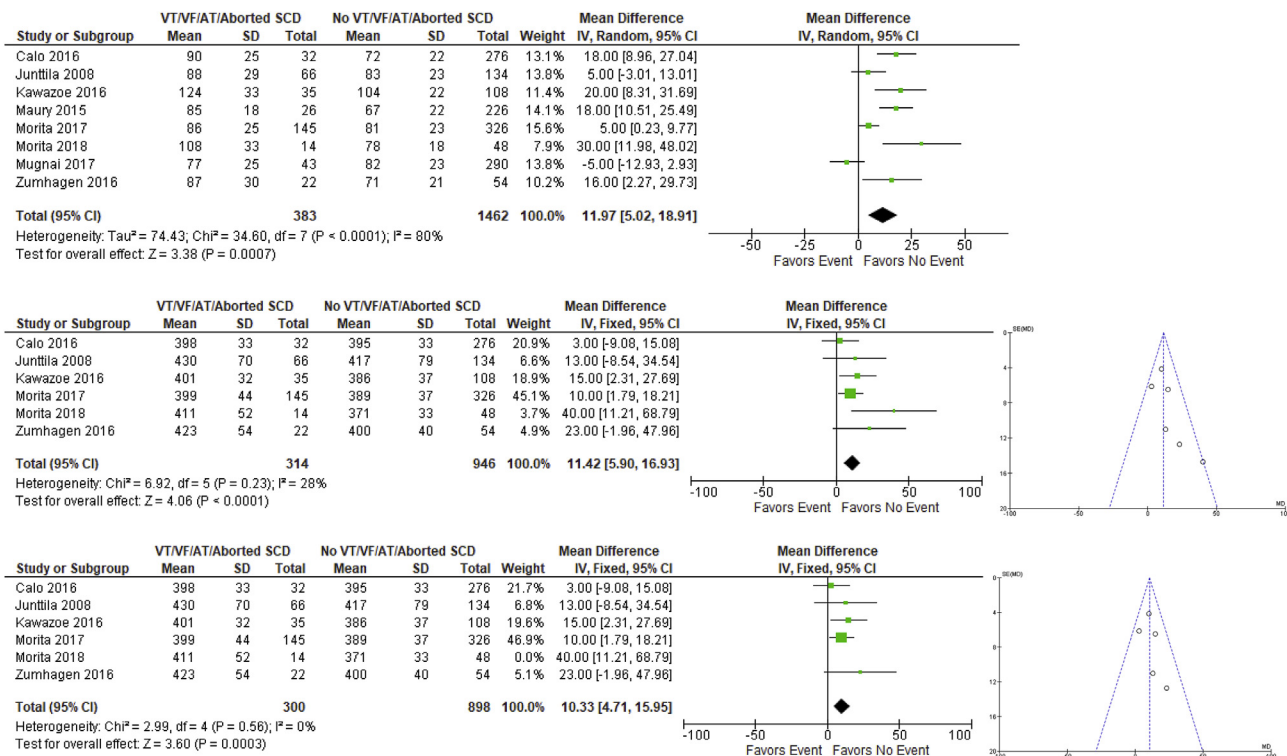 VT/VF/AT/Aborted SCD No VT/VF/AT/Aborted SCD Mean Difference Mean Difference
Study or Subgroup Mean SD Total Mean SD Total Weight IV, Random, 95% CI IV, Random, 95% CI
Calo 2016 90 25 32 72 22 276 13.1% 18.00 [8.96, 27.04]
Junttila 2008 88 29 66 83 23 134 13.8% 5.00 [-3.01, 13.01]
Kawazoe 2016 124 33 35 104 22 108 11.4% 20.00 [8.31, 31.69]
Maury 2015 85 18 26 67 22 226 14.1% 18.00 [10.51, 25.49]
Morita 2017 86 25 145 81 23 326 15.6% 5.00 [0.23, 9.77]
Morita 2018 108 33 14 78 18 48 7.9% 30.00 [11.98, 48.02]
Mugnai 2017 77 25 43 82 23 290 13.8% -5.00 [-12.93, 2.93]
Zumhagen 2016 87 30 22 71 21 54 10.2% 16.00 [2.27, 29.73]
Total (95% CI) 383 1462 100.0% 11.97 [5.02, 18.91]
Heterogeneity: Tau² = 74.43; Chi² = 34.60, df = 7 (P < 0.0001); I² = 80%
Test for overall effect: Z = 3.38 (P = 0.0007)
-50 -25 0 25 50
Favors Event Favors No Event
VT/VF/AT/Aborted SCD No VT/VF/AT/Aborted SCD Mean Difference Mean Difference
Study or Subgroup Mean SD Total Mean SD Total Weight IV, Fixed, 95% CI IV, Fixed, 95% CI
Calo 2016 398 33 32 395 33 276 20.9% 3.00 [-9.08, 15.08]
Junttila 2008 430 70 66 417 79 134 6.6% 13.00 [-8.54, 34.54]
Kawazoe 2016 401 32 35 386 37 108 18.9% 15.00 [2.31, 27.69]
Morita 2017 399 44 145 389 37 326 45.1% 10.00 [1.79, 18.21]
Morita 2018 411 52 14 371 33 48 3.7% 40.00 [11.21, 68.79]
Zumhagen 2016 423 54 22 400 40 54 4.9% 23.00 [-1.96, 47.96]
Total (95% CI) 314 946 100.0% 11.42 [5.90, 16.93]
Heterogeneity: Chi² = 6.92, df = 5 (P = 0.23); I² = 28%
Test for overall effect: Z = 4.06 (P < 0.0001)
-100 -50 0 50 100
Favors Event Favors No Event
SE(MD)
0
4
8
12
16
20
-100 -50 0 50 100
MD
VT/VF/AT/Aborted SCD No VT/VF/AT/Aborted SCD Mean Difference Mean Difference
Study or Subgroup Mean SD Total Mean SD Total Weight IV, Fixed, 95% CI IV, Fixed, 95% CI
Calo 2016 398 33 32 395 33 276 21.7% 3.00 [-9.08, 15.08]
Junttila 2008 430 70 66 417 79 134 6.8% 13.00 [-8.54, 34.54]
Kawazoe 2016 401 32 35 386 37 108 19.6% 15.00 [2.31, 27.69]
Morita 2017 399 44 145 389 37 326 46.9% 10.00 [1.79, 18.21]
Morita 2018 411 52 14 371 33 48 0.0% 40.00 [11.21, 68.79]
Zumhagen 2016 423 54 22 400 40 54 5.1% 23.00 [-1.96, 47.96]
Total (95% CI) 300 898 100.0% 10.33 [4.71, 15.95]
Heterogeneity: Chi² = 2.99, df = 4 (P = 0.56); I² = 0%
Test for overall effect: Z = 3.60 (P = 0.0003)
-100 -50 0 50 100
Favors Event Favors No Event
SE(MD)
0
4
8
12
16
20
-100 -50 0 50 100
MD